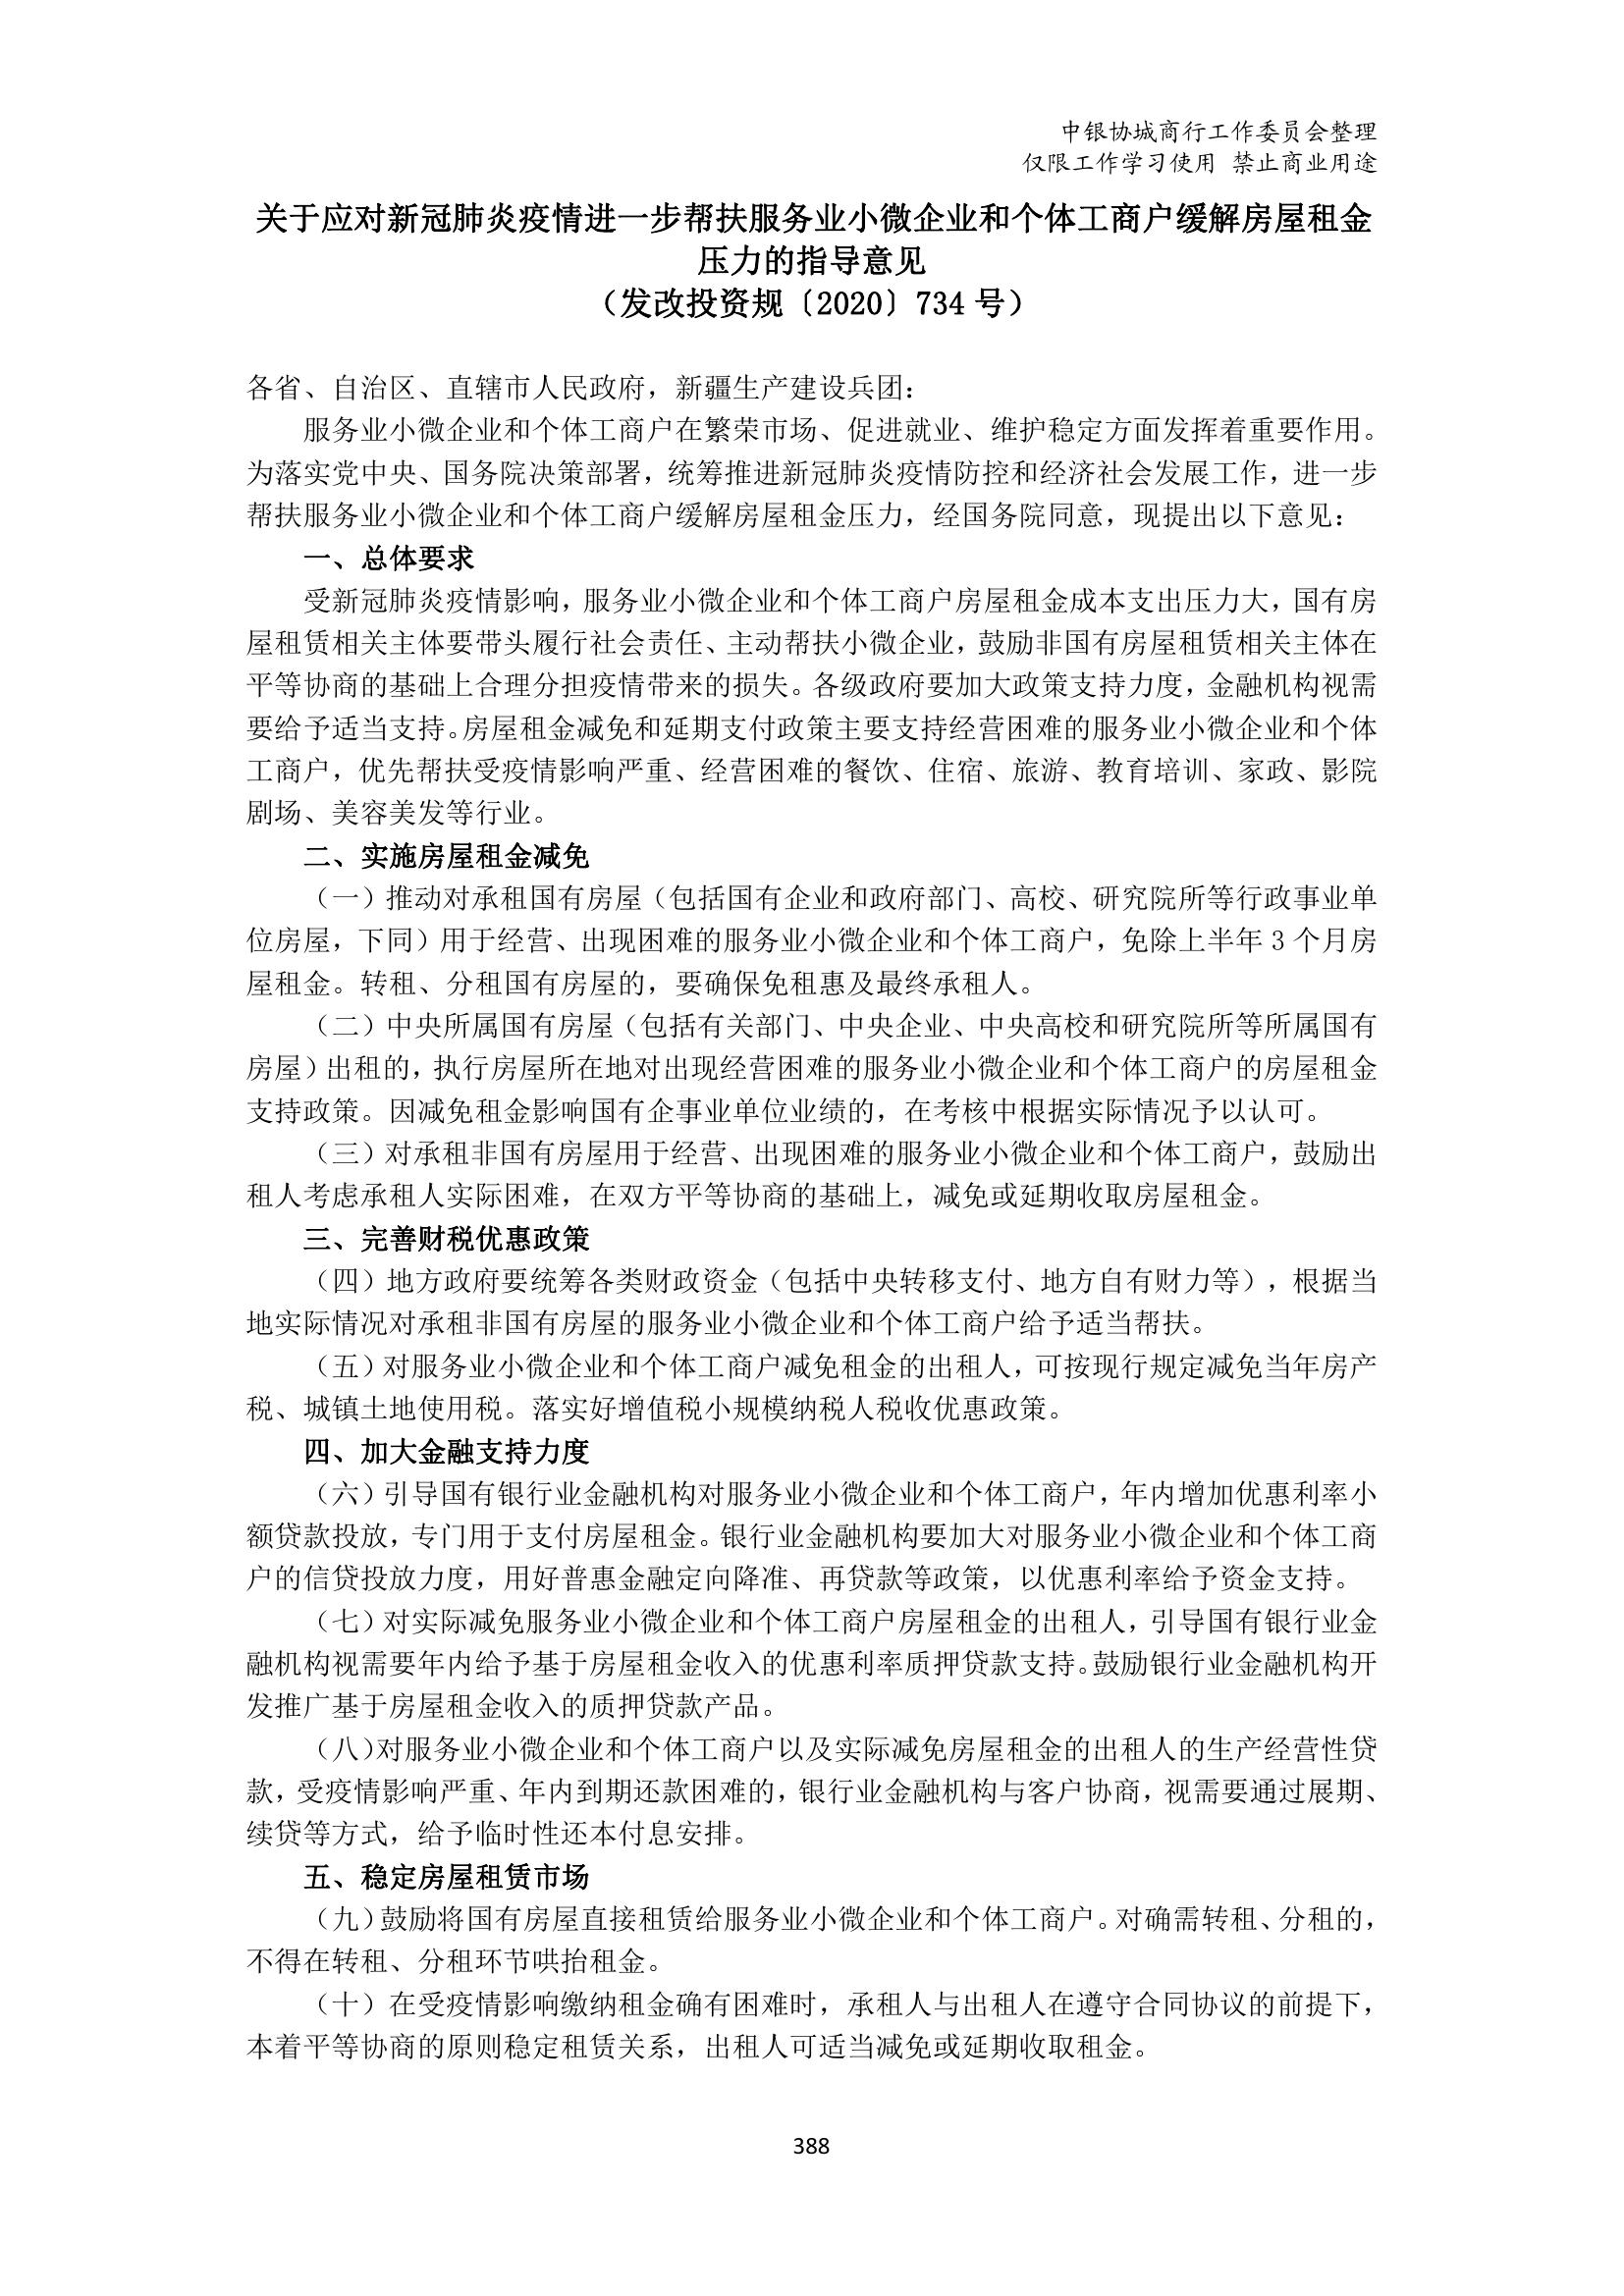 中银协城商行工作委员会整理
仅限工作学习使用 禁止商业用途
关于应对新冠肺炎疫情进一步帮扶服务业小微企业和个体工商户缓解房屋租金
压力的指导意见
（发改投资规〔2020〕734 号）
各省、自治区、直辖市人民政府，新疆生产建设兵团：
服务业小微企业和个体工商户在繁荣市场、促进就业、维护稳定方面发挥着重要作用。
为落实党中央、国务院决策部署，统筹推进新冠肺炎疫情防控和经济社会发展工作，进一步
帮扶服务业小微企业和个体工商户缓解房屋租金压力，经国务院同意，现提出以下意见：
一、总体要求
受新冠肺炎疫情影响，服务业小微企业和个体工商户房屋租金成本支出压力大，国有房
屋租赁相关主体要带头履行社会责任、主动帮扶小微企业，鼓励非国有房屋租赁相关主体在
平等协商的基础上合理分担疫情带来的损失。各级政府要加大政策支持力度，金融机构视需
要给予适当支持。房屋租金减免和延期支付政策主要支持经营困难的服务业小微企业和个体
工商户，优先帮扶受疫情影响严重、经营困难的餐饮、住宿、旅游、教育培训、家政、影院
剧场、美容美发等行业。
二、实施房屋租金减免
（一）推动对承租国有房屋（包括国有企业和政府部门、高校、研究院所等行政事业单
位房屋，下同）用于经营、出现困难的服务业小微企业和个体工商户，免除上半年 3 个月房
屋租金。转租、分租国有房屋的，要确保免租惠及最终承租人。
（二）中央所属国有房屋（包括有关部门、中央企业、中央高校和研究院所等所属国有
房屋）出租的，执行房屋所在地对出现经营困难的服务业小微企业和个体工商户的房屋租金
支持政策。因减免租金影响国有企事业单位业绩的，在考核中根据实际情况予以认可。
（三）对承租非国有房屋用于经营、出现困难的服务业小微企业和个体工商户，鼓励出
租人考虑承租人实际困难，在双方平等协商的基础上，减免或延期收取房屋租金。
三、完善财税优惠政策
（四）地方政府要统筹各类财政资金（包括中央转移支付、地方自有财力等），根据当
地实际情况对承租非国有房屋的服务业小微企业和个体工商户给予适当帮扶。
（五）对服务业小微企业和个体工商户减免租金的出租人，可按现行规定减免当年房产
税、城镇土地使用税。落实好增值税小规模纳税人税收优惠政策。
四、加大金融支持力度
（六）引导国有银行业金融机构对服务业小微企业和个体工商户，年内增加优惠利率小
额贷款投放，专门用于支付房屋租金。银行业金融机构要加大对服务业小微企业和个体工商
户的信贷投放力度，用好普惠金融定向降准、再贷款等政策，以优惠利率给予资金支持。
（七）对实际减免服务业小微企业和个体工商户房屋租金的出租人，引导国有银行业金
融机构视需要年内给予基于房屋租金收入的优惠利率质押贷款支持。鼓励银行业金融机构开
发推广基于房屋租金收入的质押贷款产品。
（八）对服务业小微企业和个体工商户以及实际减免房屋租金的出租人的生产经营性贷
款，受疫情影响严重、年内到期还款困难的，银行业金融机构与客户协商，视需要通过展期、
续贷等方式，给予临时性还本付息安排。
五、稳定房屋租赁市场
（九）鼓励将国有房屋直接租赁给服务业小微企业和个体工商户。对确需转租、分租的，
不得在转租、分租环节哄抬租金。
（十）在受疫情影响缴纳租金确有困难时，承租人与出租人在遵守合同协议的前提下，
本着平等协商的原则稳定租赁关系，出租人可适当减免或延期收取租金。
388